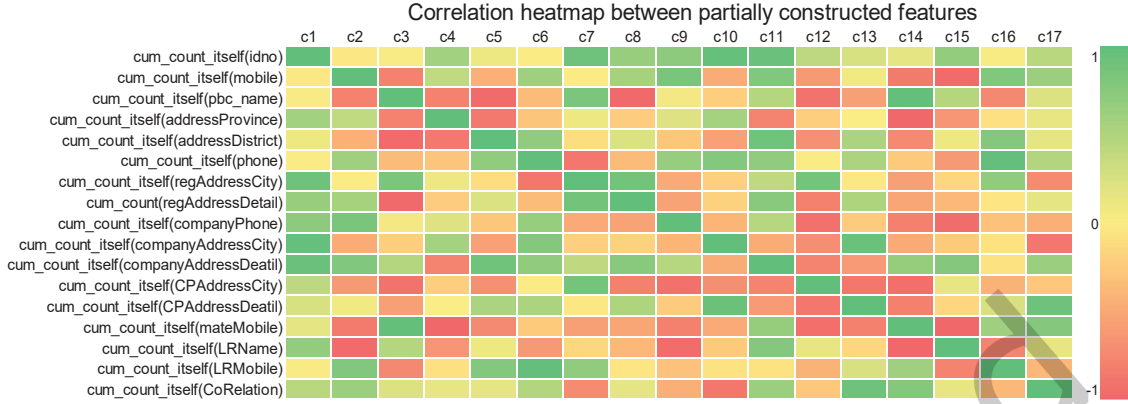 Correlation heatmap between partially constructed features
c1 c2 c3 c4 c5 c6 c7 c8 c9 c10 c11 c12 c13 c14 c15 c16 c17
cum_count_itself(idno)
cum_count_itself(mobile)
cum_count_itself(pbc_name)
cum_count_itself(addressProvince)
cum_count_itself(addressDistrict)
cum_count_itself(phone)
cum_count_itself(regAddressCity)
cum_count(regAddressDetail)
cum_count_itself(companyPhone)
cum_count_itself(companyAddressCity)
cum_count_itself(companyAddressDeatil)
cum_count_itself(CPAddressCity)
cum_count_itself(CPAddressDeatil)
cum_count_itself(mateMobile)
cum_count_itself(LRName)
cum_count_itself(LRMobile)
cum_count_itself(CoRelation)
1
0
-1